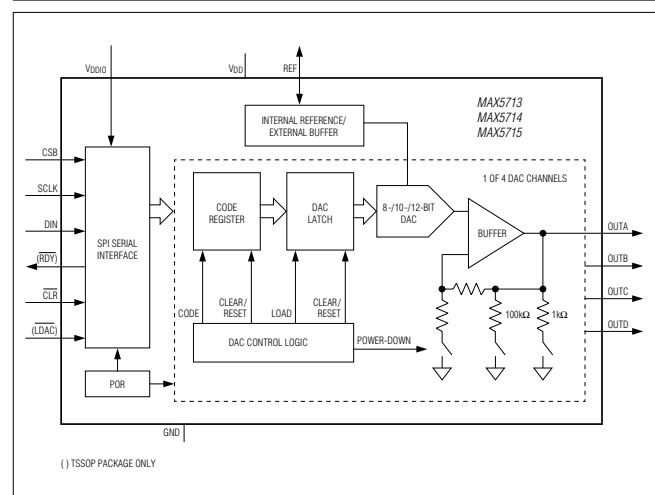 VDDIO
VDD
REF
MAX5713
MAX5714
MAX5715
INTERNAL REFERENCE/
EXTERNAL BUFFER
1 OF 4 DAC CHANNELS
CSB
SCLK
DIN
(RDY)
CLR
(LDAC)
SPI SERIAL
INTERFACE
CODE
REGISTER
DAC
LATCH
8-/10-/12-BIT
DAC
BUFFER
OUTA
OUTB
OUTC
OUTD
100kΩ
1kΩ
CODE
CLEAR/
RESET
LOAD
CLEAR/
RESET
DAC CONTROL LOGIC
POWER-DOWN
POR
GND
( ) TSSOP PACKAGE ONLY